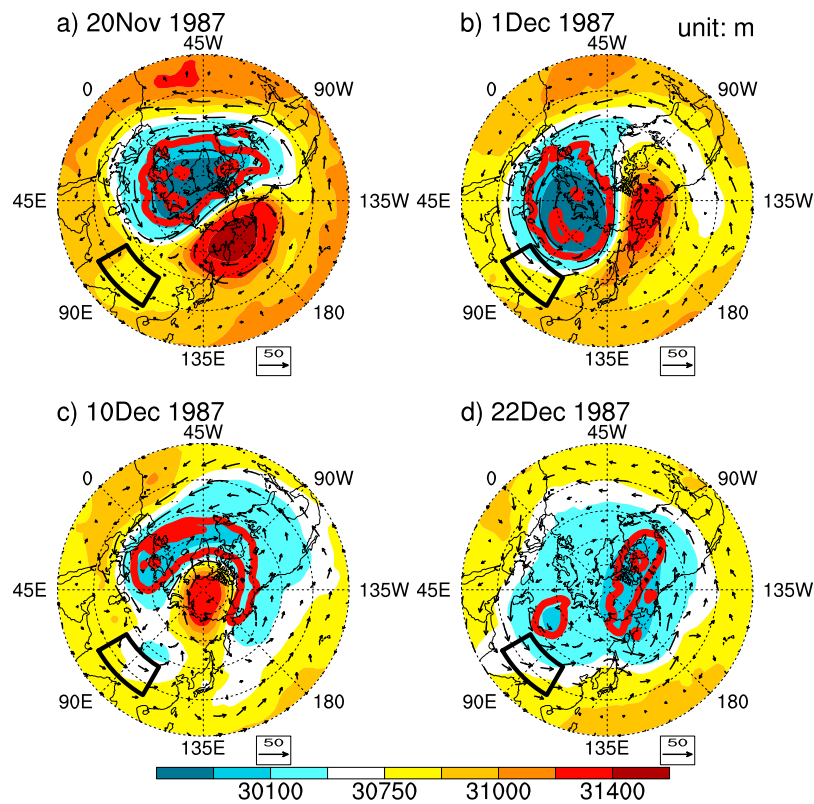 a) 20Nov 1987
b) 1Dec 1987
unit: m
45W
45W
0
90W
0
90W
45E
135W
45E
135W
90E
180
90E
180
135E
135E
50
50
c) 10Dec 1987
d) 22Dec 1987
45W
45W
0
90W
0
90W
45E
135W
45E
135W
90E
180
90E
180
135E
135E
50
50
30100
30750
31000
31400